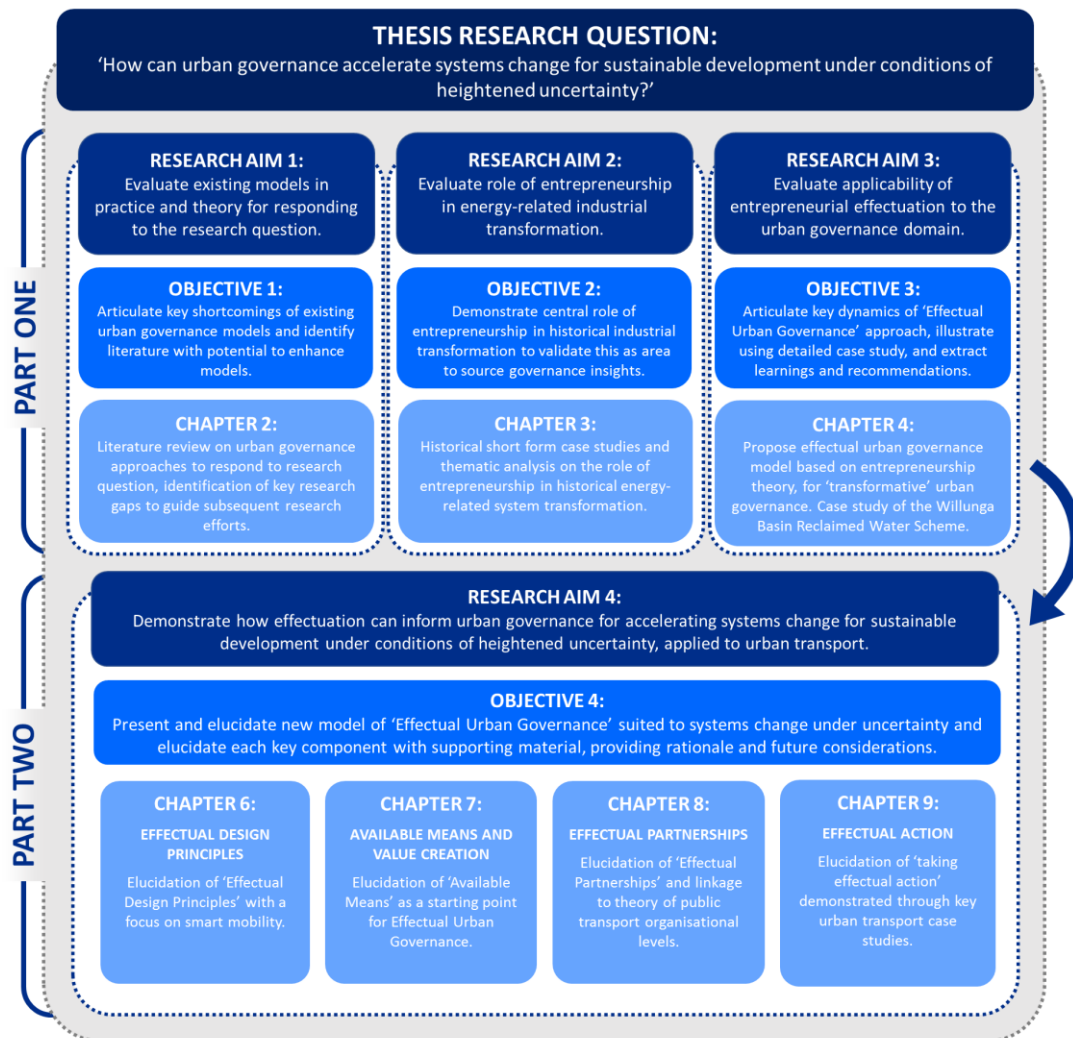 THESIS RESEARCH QUESTION:
‘How can urban governance accelerate systems change for sustainable development under conditions of
heightened uncertainty?’
PART ONE
RESEARCH AIM 1:
Evaluate existing models in
practice and theory for responding
to the research question.
OBJECTIVE 1:
Articulate key shortcomings of existing
urban governance models and identify
literature with potential to enhance
models.
CHAPTER 2:
Literature review on urban governance
approaches to respond to research
question, identification of key research
gaps to guide subsequent research
efforts.
RESEARCH AIM 2:
Evaluate role of entrepreneurship
in energy-related industrial
transformation.
OBJECTIVE 2:
Demonstrate central role of
entrepreneurship in historical industrial
transformation to validate this as area
to source governance insights.
CHAPTER 3:
Historical short form case studies and
thematic analysis on the role of
entrepreneurship in historical energy-
related system transformation.
RESEARCH AIM 3:
Evaluate applicability of
entrepreneurial effectuation to the
urban governance domain.
OBJECTIVE 3:
Articulate key dynamics of ‘Effectual
Urban Governance’ approach, illustrate
using detailed case study, and extract
learnings and recommendations.
CHAPTER 4:
Propose effectual urban governance
model based on entrepreneurship
theory, for ‘transformative’ urban
governance. Case study of the Willunga
Basin Reclaimed Water Scheme.
PART TWO
RESEARCH AIM 4:
Demonstrate how effectuation can inform urban governance for accelerating systems change for sustainable
development under conditions of heightened uncertainty, applied to urban transport.
OBJECTIVE 4:
Present and elucidate new model of ‘Effectual Urban Governance’ suited to systems change under uncertainty and
elucidate each key component with supporting material, providing rationale and future considerations.
CHAPTER 6:
EFFECTUAL DESIGN
PRINCIPLES
Elucidation of ‘Effectual
Design Principles’ with a
focus on smart mobility.
CHAPTER 7:
AVAILABLE MEANS AND
VALUE CREATION
Elucidation of ‘Available
Means’ as a starting point
for Effectual Urban
Governance.
CHAPTER 8:
EFFECTUAL PARTNERSHIPS
Elucidation of ‘Effectual
Partnerships’ and linkage
to theory of public
transport organisational
levels.
CHAPTER 9:
EFFECTUAL ACTION
Elucidation of ‘taking
effectual action’
demonstrated through key
urban transport case
studies.